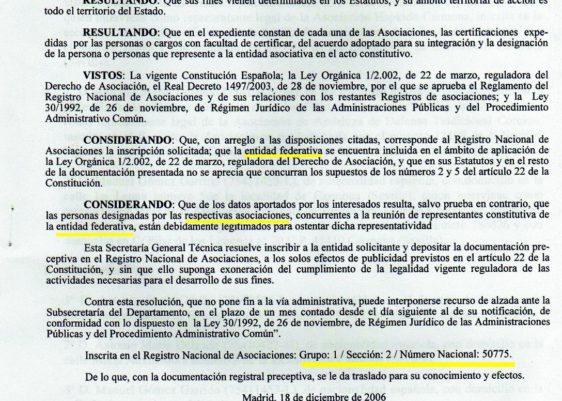 RESULTANDO: Que sus fines vienen determinados en los Estatutos, y su ámbito territorial de acción es
todo el territorio del Estado.
RESULTANDO: Que en el expediente constan de cada una de las Asociaciones, las certificaciones expe-
didas por las personas o cargos con facultad de certificar, del acuerdo adoptado para su integración y la designación
de la persona o personas que represente a la entidad asociativa en el acto constitutivo.
VISTOS: La vigente Constitución Española; la Ley Orgánica 1/2.002, de 22 de marzo, reguladora del
Derecho de Asociación, el Real Decreto 1497/2003, de 28 de noviembre, por el que se aprueba el Reglamento del
Registro Nacional de Asociaciones y de sus relaciones con los restantes Registros de asociaciones; y la Ley
30/1992, de 26 de noviembre, de Régimen Jurídico de las Administraciones Públicas y del Procedimiento
Administrativo Común.
CONSIDERANDO: Que, con arreglo a las disposiciones citadas, corresponde al Registro Nacional de
Asociaciones la inscripción solicitada; que la entidad federativa se encuentra incluida en el ámbito de aplicación de
la Ley Orgánica 1/2.002, de 22 de marzo, reguladora del Derecho de Asociación, y que en sus Estatutos y en el resto
de la documentación presentada no se aprecia que concurran los supuestos de los números 2 y 5 del artículo 22 de la
Constitución.
CONSIDERANDO: Que de los datos aportados por los interesados resulta, salvo prueba en contrario, que
las personas designadas por las respectivas asociaciones, concurrentes a la reunión de representantes constitutiva de
la entidad federativa, están debidamente legitimados para ostentar dicha representatividad
Esta Secretaría General Técnica resuelve inscribir a la entidad solicitante y depositar la documentación pre-
ceptiva en el Registro Nacional de Asociaciones, a los solos efectos de publicidad previstos en el artículo 22 de la
Constitución, y sin que ello suponga exoneración del cumplimiento de la legalidad vigente reguladora de las
actividades necesarias para el desarrollo de sus fines.
Contra esta resolución, que no pone fin a la vía administrativa, puede interponerse recurso de alzada ante la
Subsecretaría del Departamento, en el plazo de un mes contado desde el día siguiente al de su notificación, de
conformidad con lo dispuesto en la Ley 30/1992, de 26 de noviembre, de Régimen Jurídico de las Administraciones
Públicas y del Procedimiento Administrativo Común".
Inscrita en el Registro Nacional de Asociaciones: Grupo: 1 / Sección: 2 / Número Nacional: 50775.
De lo que, con la documentación registral preceptiva, se le da traslado para su conocimiento y efectos.
Madrid, 18 de diciembre de 2006